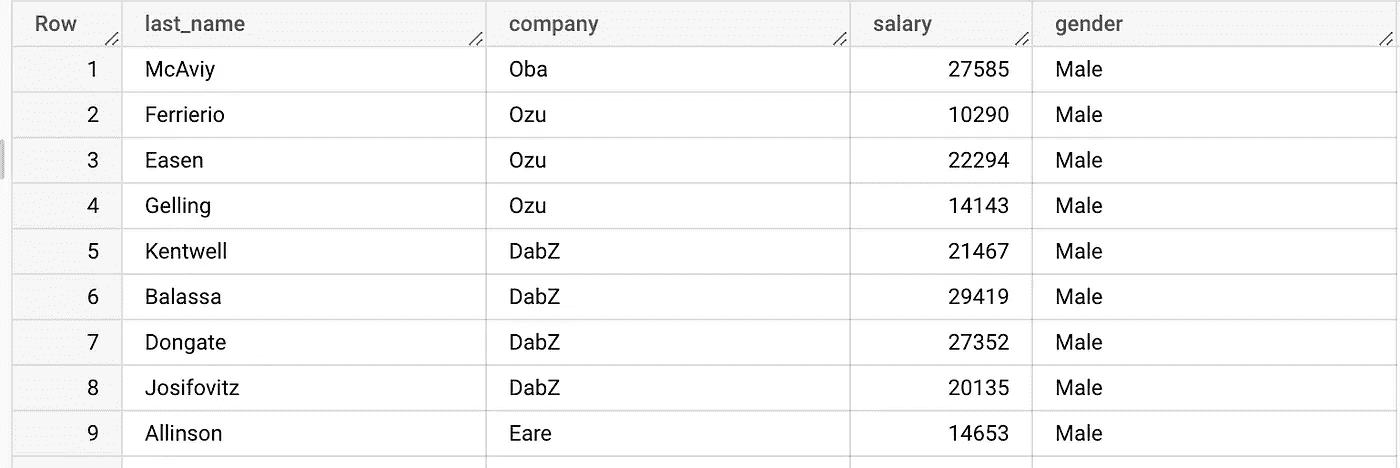 Row last_name company salary gender
1 McAviy Oba 27585 Male
2 Ferrierio Ozu 10290 Male
3 Easen Ozu 22294 Male
4 Gelling Ozu 14143 Male
5 Kentwell DabZ 21467 Male
6 Balassa DabZ 29419 Male
7 Dongate DabZ 27352 Male
8 Josifovitz DabZ 20135 Male
9 Allinson Eare 14653 Male